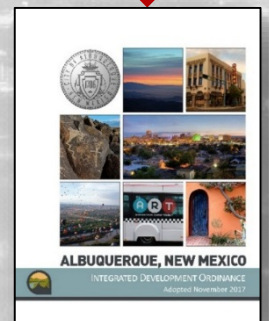 ART
ALBUQUERQUE, NEW MEXICO
INTEGRATED DEVELOPMENT ORDINANCE
Adopted November 2017